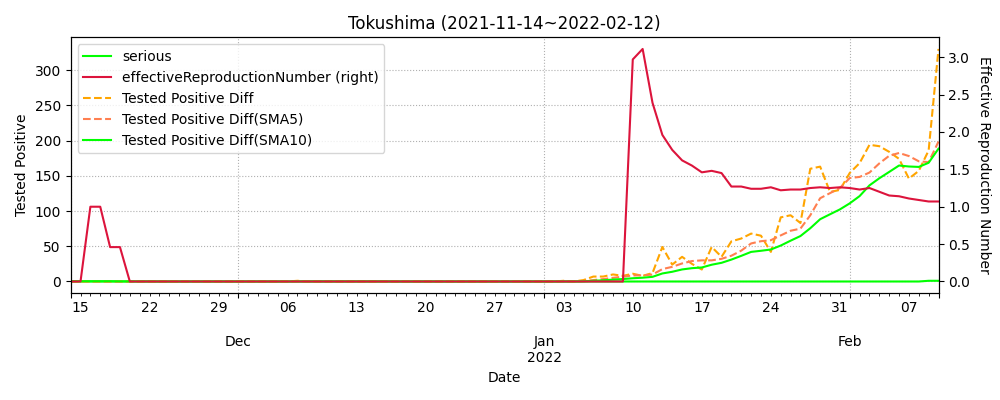 Tokushima (2021-11-14~2022-02-12)
serious
effectiveReproductionNumber (right)
Tested Positive Diff
Tested Positive Diff(SMA5)
Tested Positive Diff(SMA10)
Tested Positive
300
250
200
150
100
50
0
3.0
2.5
2.0
1.5
1.0
0.5
0.0
Effective Reproduction Number
15 22 29 06 13 20 27 03 10 17 24 31 07
Dec Jan Feb
2022
Date